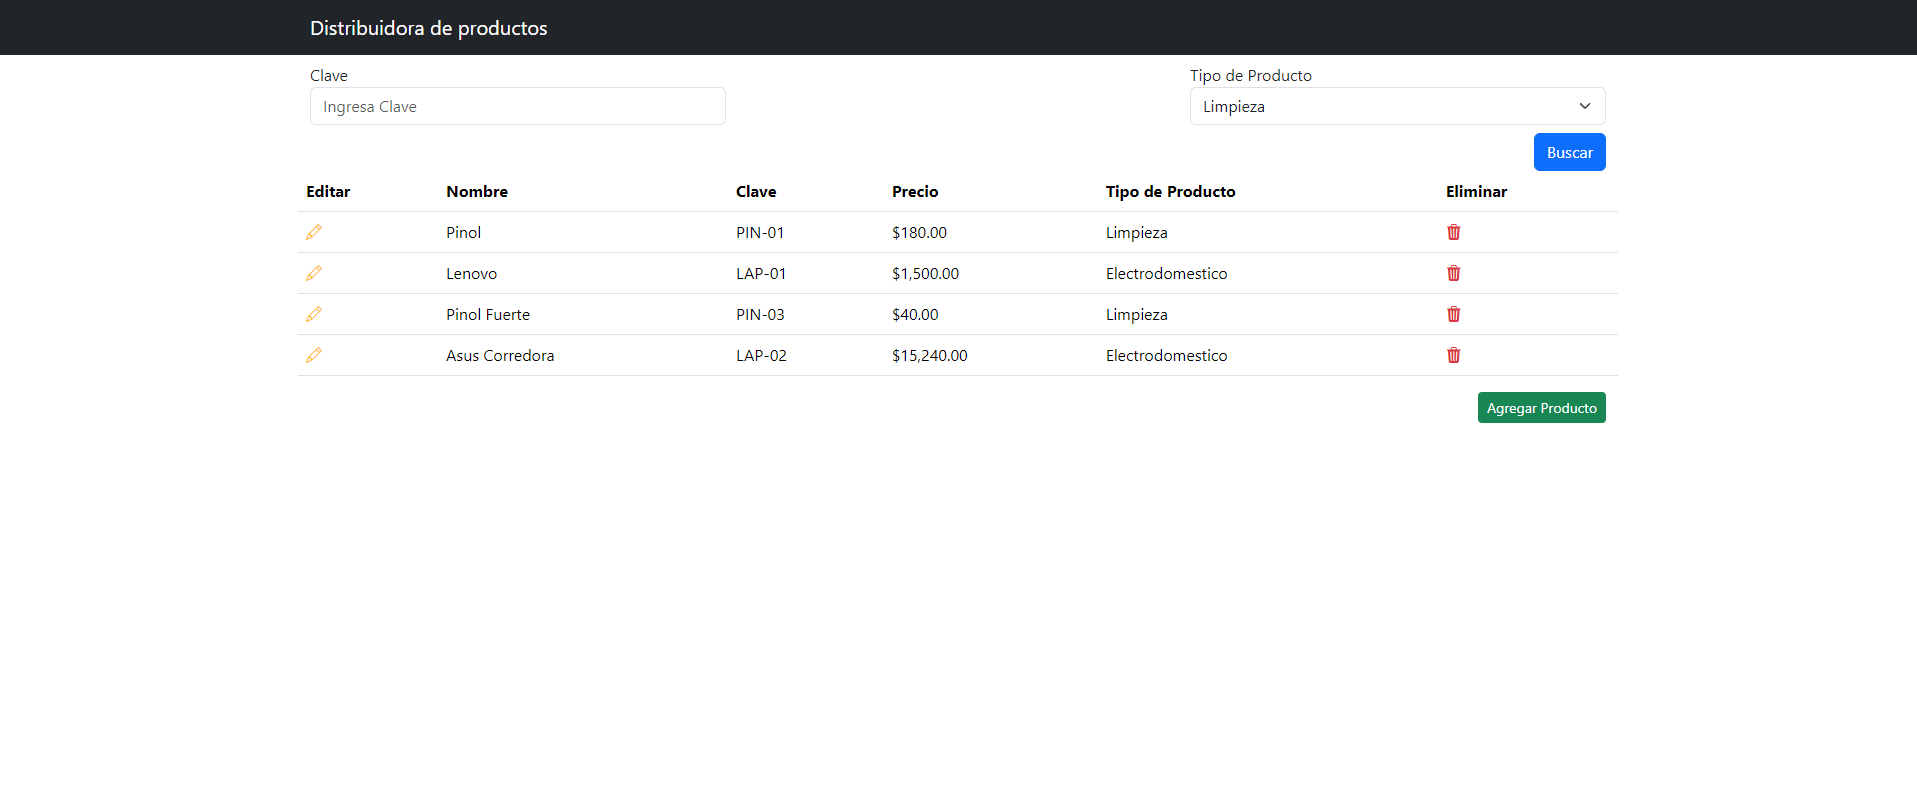 Distribuidora de productos
Clave Tipo de Producto
Ingresa Clave Limpieza
Buscar
Editar Nombre Clave Precio Tipo de Producto Eliminar
Pinol PIN-01 $180.00 Limpieza
Lenovo LAP-01 $1,500.00 Electrodomestico
Pinol Fuerte PIN-03 $40.00 Limpieza
Asus Corredora LAP-02 $15,240.00 Electrodomestico
Agregar Producto